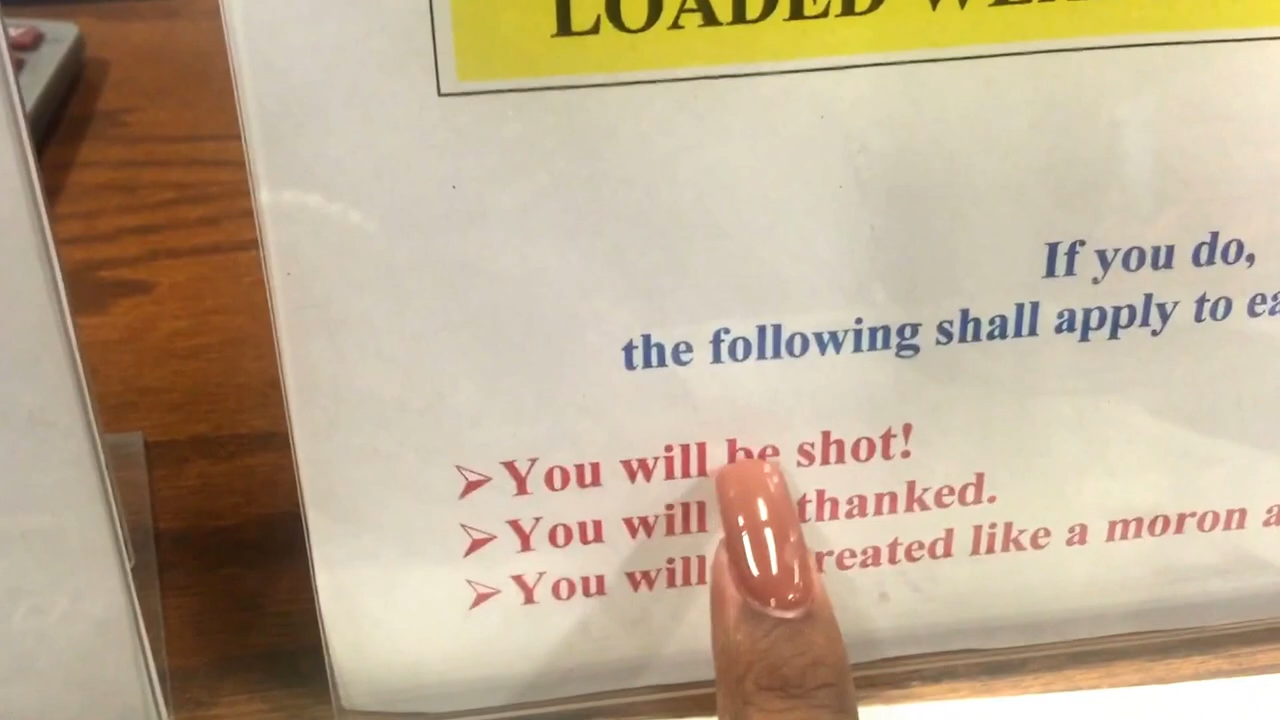 LOADED
If you do,
the following shall apply to
➢You will be shot!
➢You will thanked.
➢You will like a moron